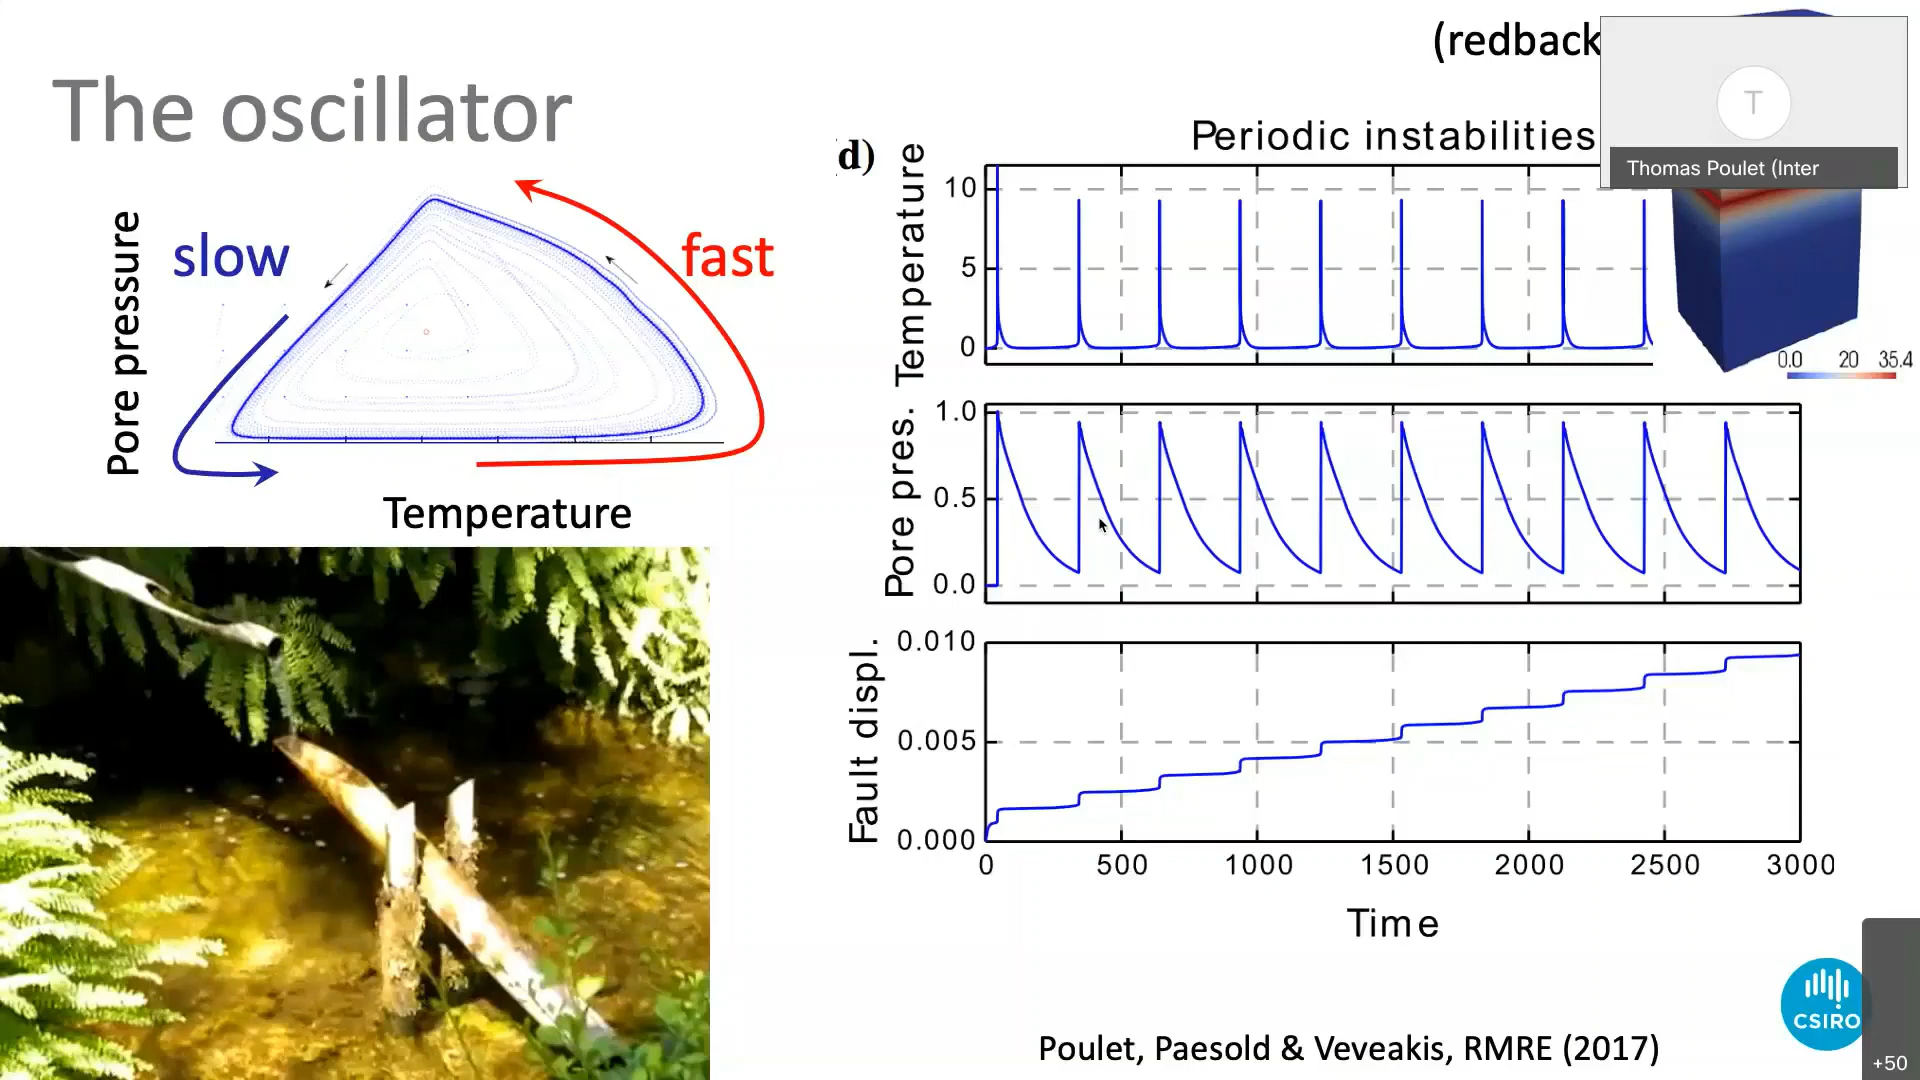 (redback
The oscillator
d)
Periodic instabilities
T
Thomas Poulet (Inter
Pore pressure
slow
fast
Temperature
Temperature
10
5
0
0.0 20 35.4
Pore pres.
1.0
0.5
0.0
Fault displ.
0.010
0.005
0.000
0 500 1000 1500 2000 2500 3000
Time
Poulet, Paesold & Veveakis, RMRE (2017)
CSIRO
+50